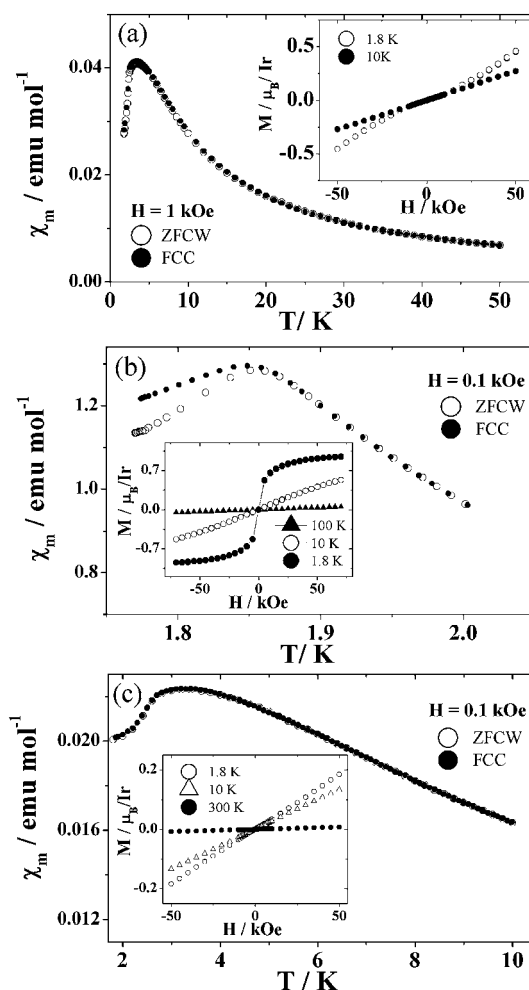 (a)
1.8 K
10K
M / μB/Ir
0.5
0.0
-0.5
-50
0
50
H / kOe
χm / emu mol-1
0.04
0.02
0.00
H = 1 kOe
ZFCW
FCC
0
10
20
30
40
50
T/ K
(b)
H = 0.1 kOe
ZFCW
FCC
χm / emu mol-1
1.2
1.0
0.8
M / μB/Ir
0.7
0.0
-0.7
100 K
10 K
1.8 K
-50
0
50
H / kOe
1.8
1.9
2.0
T / K
(c)
H = 0.1 kOe
ZFCW
FCC
χm / emu mol-1
0.020
0.016
0.012
M / μB/Ir
0.2
0.0
-0.2
1.8 K
10 K
300 K
-50
0
50
H / kOe
2
4
6
8
10
T / K